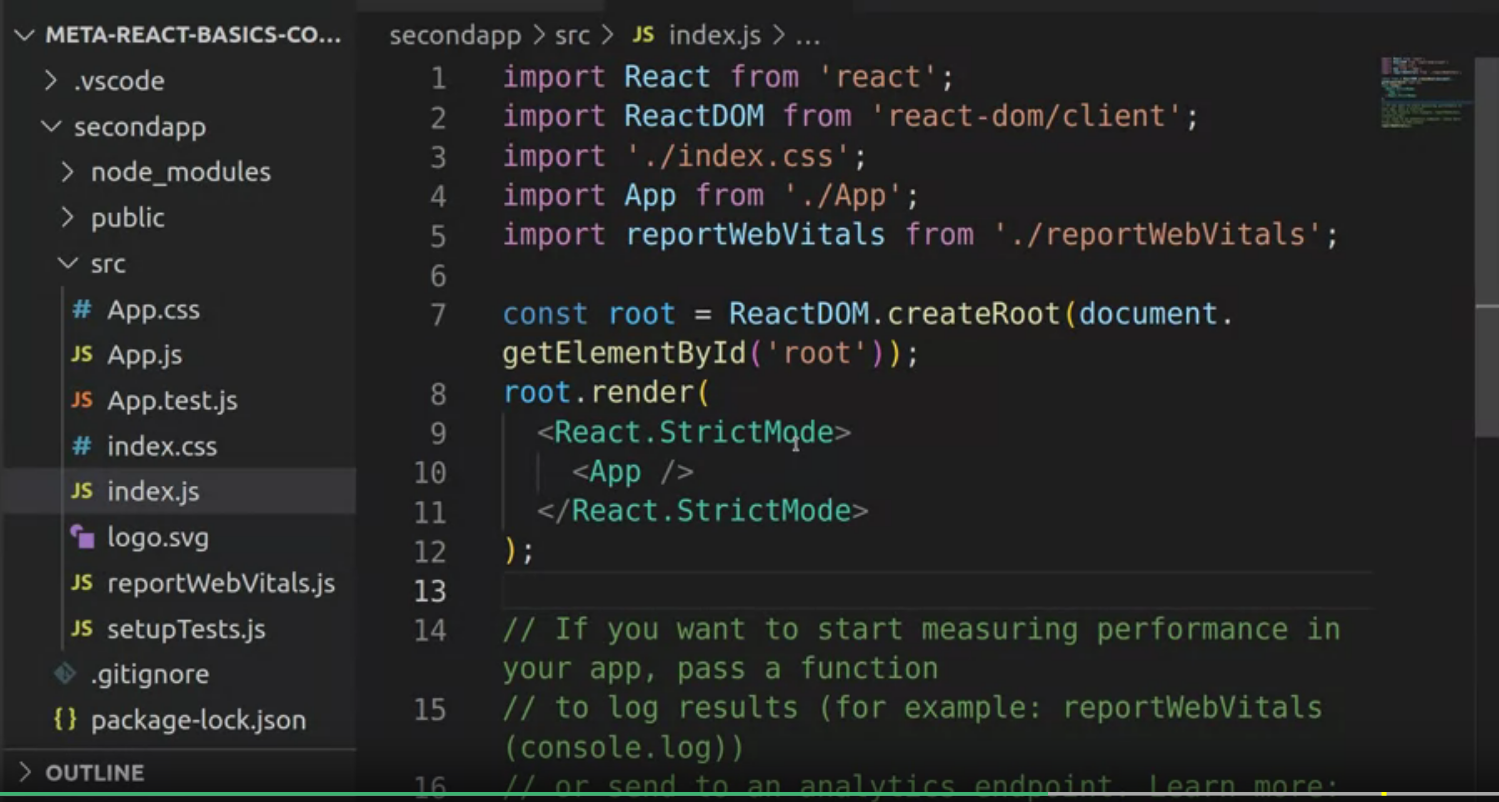 META-REACT-BASICS-CO...
.vscode
secondapp
node_modules
public
src
# App.css
JS App.js
JS App.test.js
# index.css
JS index.js
logo.svg
JS reportWebVitals.js
JS setupTests.js
.gitignore
{} package-lock.json
OUTLINE
secondapp > src > JS index.js > ...
1 import React from 'react';
2 import ReactDOM from 'react-dom/client';
3 import './index.css';
4 import App from './App';
5 import reportWebVitals from './reportWebVitals';
6
7 const root = ReactDOM.createRoot(document.
getElementById('root'));
8 root.render(
9 <React.StrictMode>
10 <App />
11 </React.StrictMode>
12 );
13
14 // If you want to start measuring performance in
your app, pass a function
15 // to log results (for example: reportWebVitals
(console.log))
16 // or send to an analytics endpoint. Learn more: